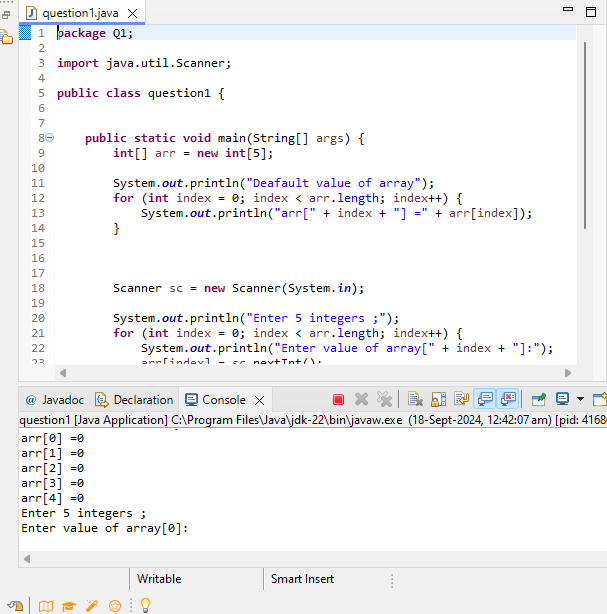 question1.java
1 package Q1;
2
3 import java.util.Scanner;
4
5 public class question1 {
6
7
8 public static void main(String[] args) {
9 int[] arr = new int[5];
10
11 System.out.println("Deafault value of array");
12 for (int index = 0; index < arr.length; index++) {
13 System.out.println("arr[" + index + "] =" + arr[index]);
14 }
15
16
17
18 Scanner sc = new Scanner(System.in);
19
20 System.out.println("Enter 5 integers ;");
21 for (int index = 0; index < arr.length; index++) {
22 System.out.println("Enter value of array[" + index + "]:");
23 arr[index] = sc.nextInt();
@ Javadoc Declaration Console
question1 [Java Application] C:\Program Files\Java\jdk-22\bin\javaw.exe (18-Sept-2024, 12:42:07 am) [pid: 4168
arr[0] =0
arr[1] =0
arr[2] =0
arr[3] =0
arr[4] =0
Enter 5 integers ;
Enter value of array[0]:
Writable Smart Insert